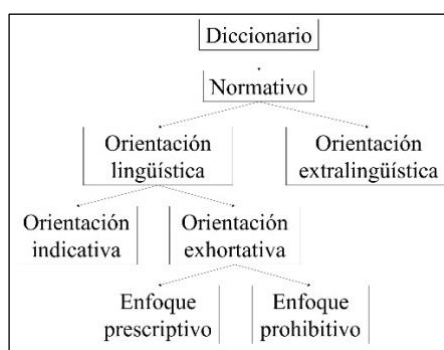 Diccionario
Normativo
Orientación
lingüística
Orientación
extralingüística
Orientación
indicativa
Orientación
exhortativa
Enfoque
prescriptivo
Enfoque
prohibitivo